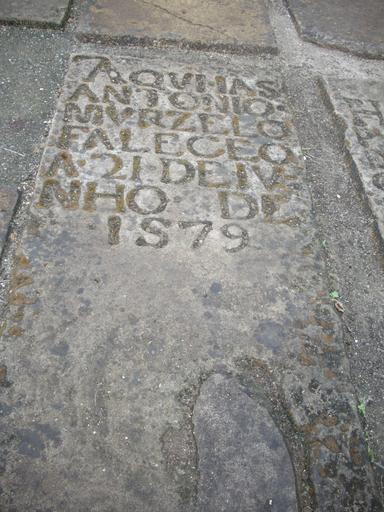 AQVI IAS
ANTONIO:
MVRZELO
FALECEO
A: 21 DE IV-
NHO DE
1579